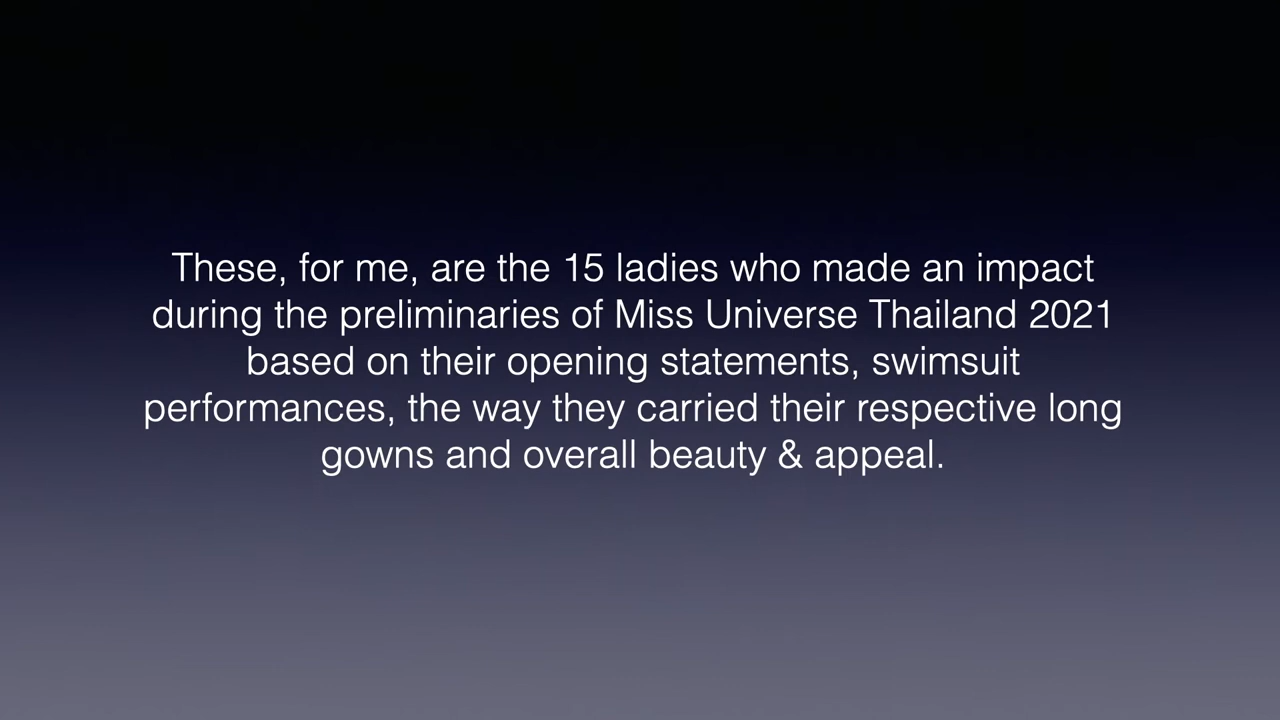 These, for me, are the 15 ladies who made an impact
during the preliminaries of Miss Universe Thailand 2021
based on their opening statements, swimsuit
performances, the way they carried their respective long
gowns and overall beauty & appeal.